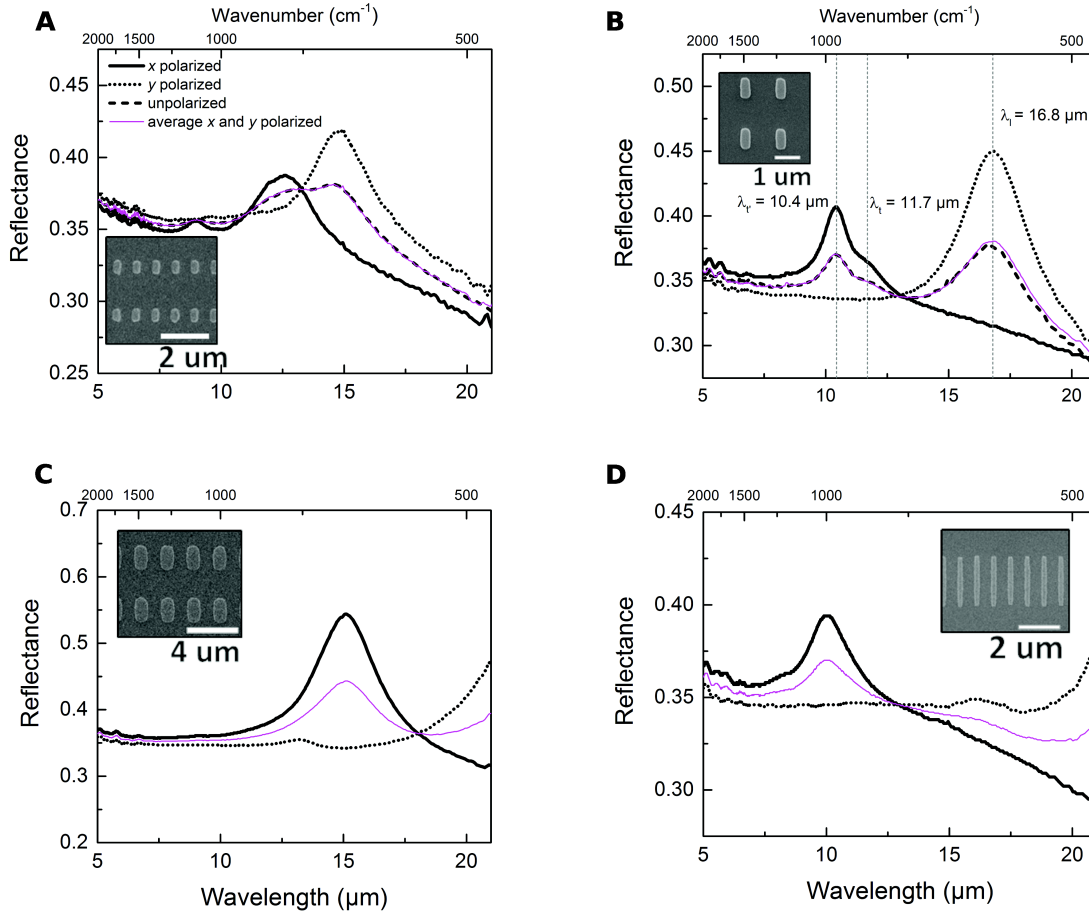 A
Wavenumber (cm⁻¹)
2000 1500 1000 500
x polarized
y polarized
unpolarized
average x and y polarized
0.45
0.40
0.35
0.30
0.25
Reflectance
2 um
5 10 15 20
B
Wavenumber (cm⁻¹)
2000 1500 1000 500
0.50
0.45
0.40
0.35
0.30
Reflectance
1 um
λₗ = 16.8 µm
λₜ' = 10.4 µm
λₜ = 11.7 µm
5 10 15 20
C
2000 1500 1000 500
0.7
0.6
0.5
0.4
0.3
0.2
Reflectance
4 um
5 10 15 20
Wavelength (µm)
D
2000 1500 1000 500
0.45
0.40
0.35
0.30
Reflectance
2 um
5 10 15 20
Wavelength (µm)